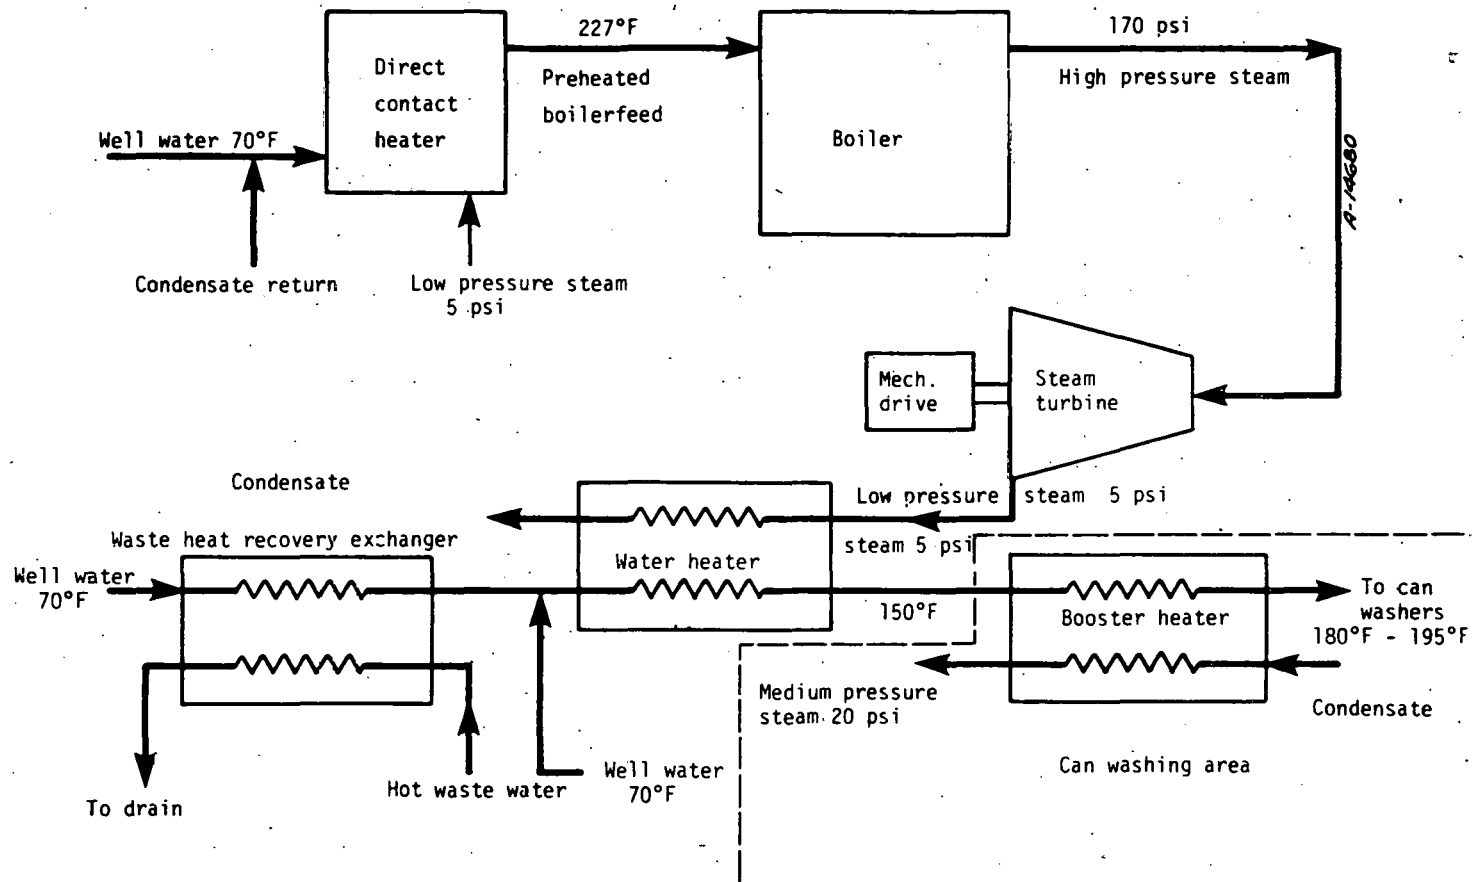 227°F
170 psi
Direct
contact
heater
Preheated
boilerfeed
High pressure steam
Boiler
Well water 70°F
A-14680
Condensate return
Low pressure steam
5 psi
Mech.
drive
Steam
turbine
Condensate
Low pressure steam 5 psi
steam 5 psi
Waste heat recovery exchanger
Water heater
Well water
70°F
150°F
Booster heater
To can
washers
180°F - 195°F
Medium pressure
steam 20 psi
Condensate
Can washing area
Well water
70°F
Hot waste water
To drain